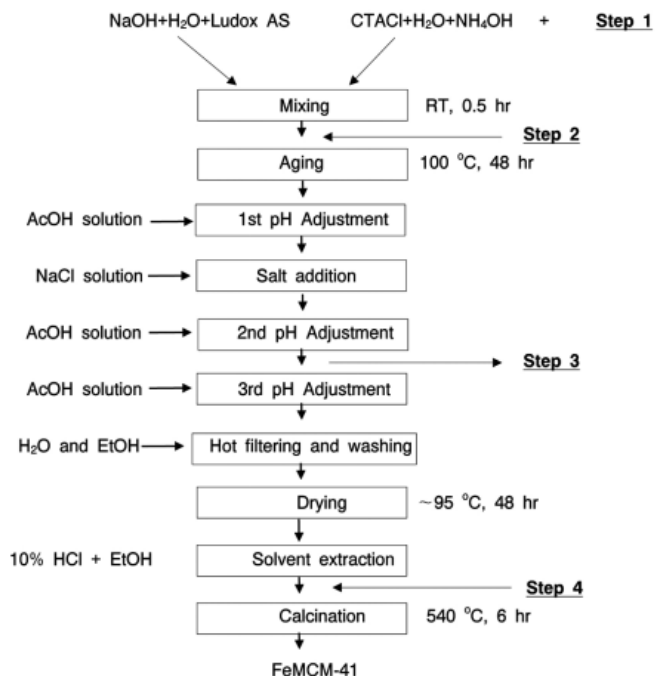 NaOH+H₂O+Ludox AS CTACl+H₂O+NH₄OH + Step 1
Mixing RT, 0.5 hr
Step 2
Aging 100 °C, 48 hr
AcOH solution 1st pH Adjustment
NaCl solution Salt addition
AcOH solution 2nd pH Adjustment
Step 3
AcOH solution 3rd pH Adjustment
H₂O and EtOH Hot filtering and washing
Drying ~95 °C, 48 hr
10% HCl + EtOH Solvent extraction
Step 4
Calcination 540 °C, 6 hr
FeMCM-41